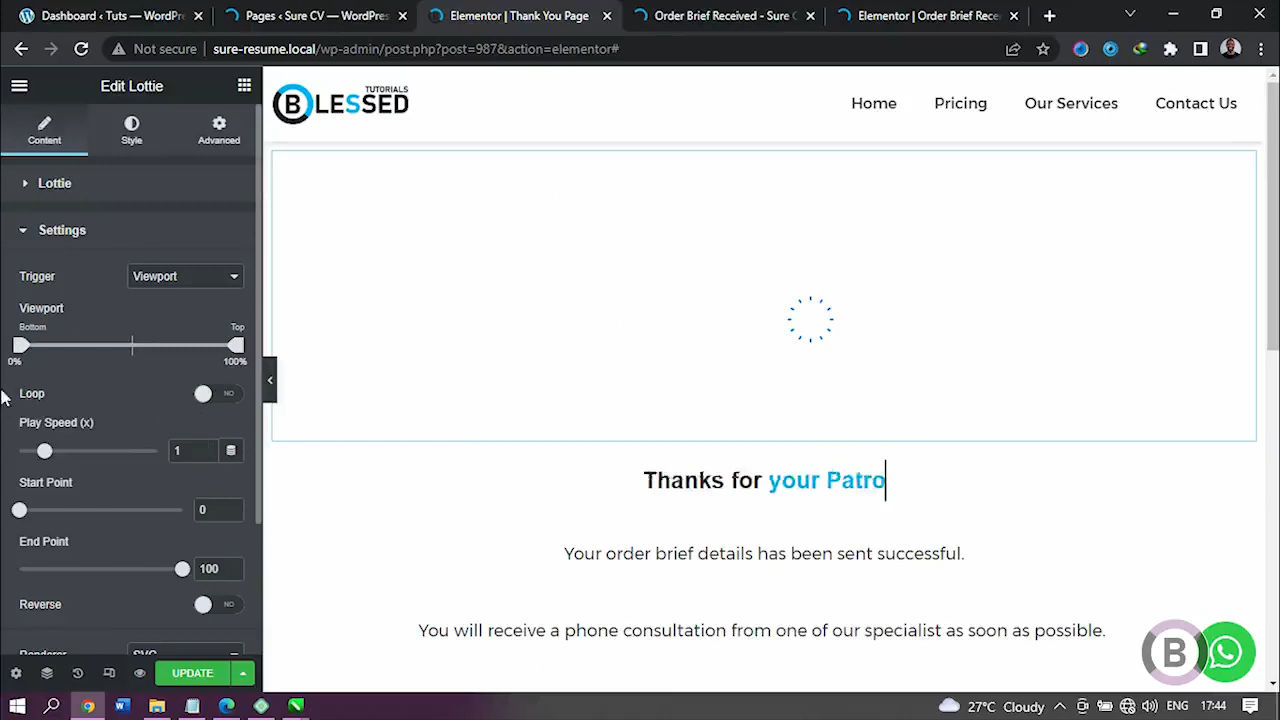 Dashboard ‹ Tuts — WordPre
Pages ‹ Sure CV — WordPres
Elementor | Thank You Page
Order Brief Received - Sure C
Elementor | Order Brief Rece
Not secure
sure-resume.local/wp-admin/post.php?post=987&action=elementor#
Edit Lottie
Content
Style
Advanced
Lottie
Settings
Trigger
Viewport
Viewport
Bottom
Top
0%
100%
Loop
NO
Play Speed (x)
1
Start Point
0
End Point
100
Reverse
NO
Renderer
SVG
UPDATE
BLESSED
TUTORIALS
Home
Pricing
Our Services
Contact Us
Thanks for your Patro
Your order brief details has been sent successful.
You will receive a phone consultation from one of our specialist as soon as possible.
B
27°C Cloudy
ENG
17:44